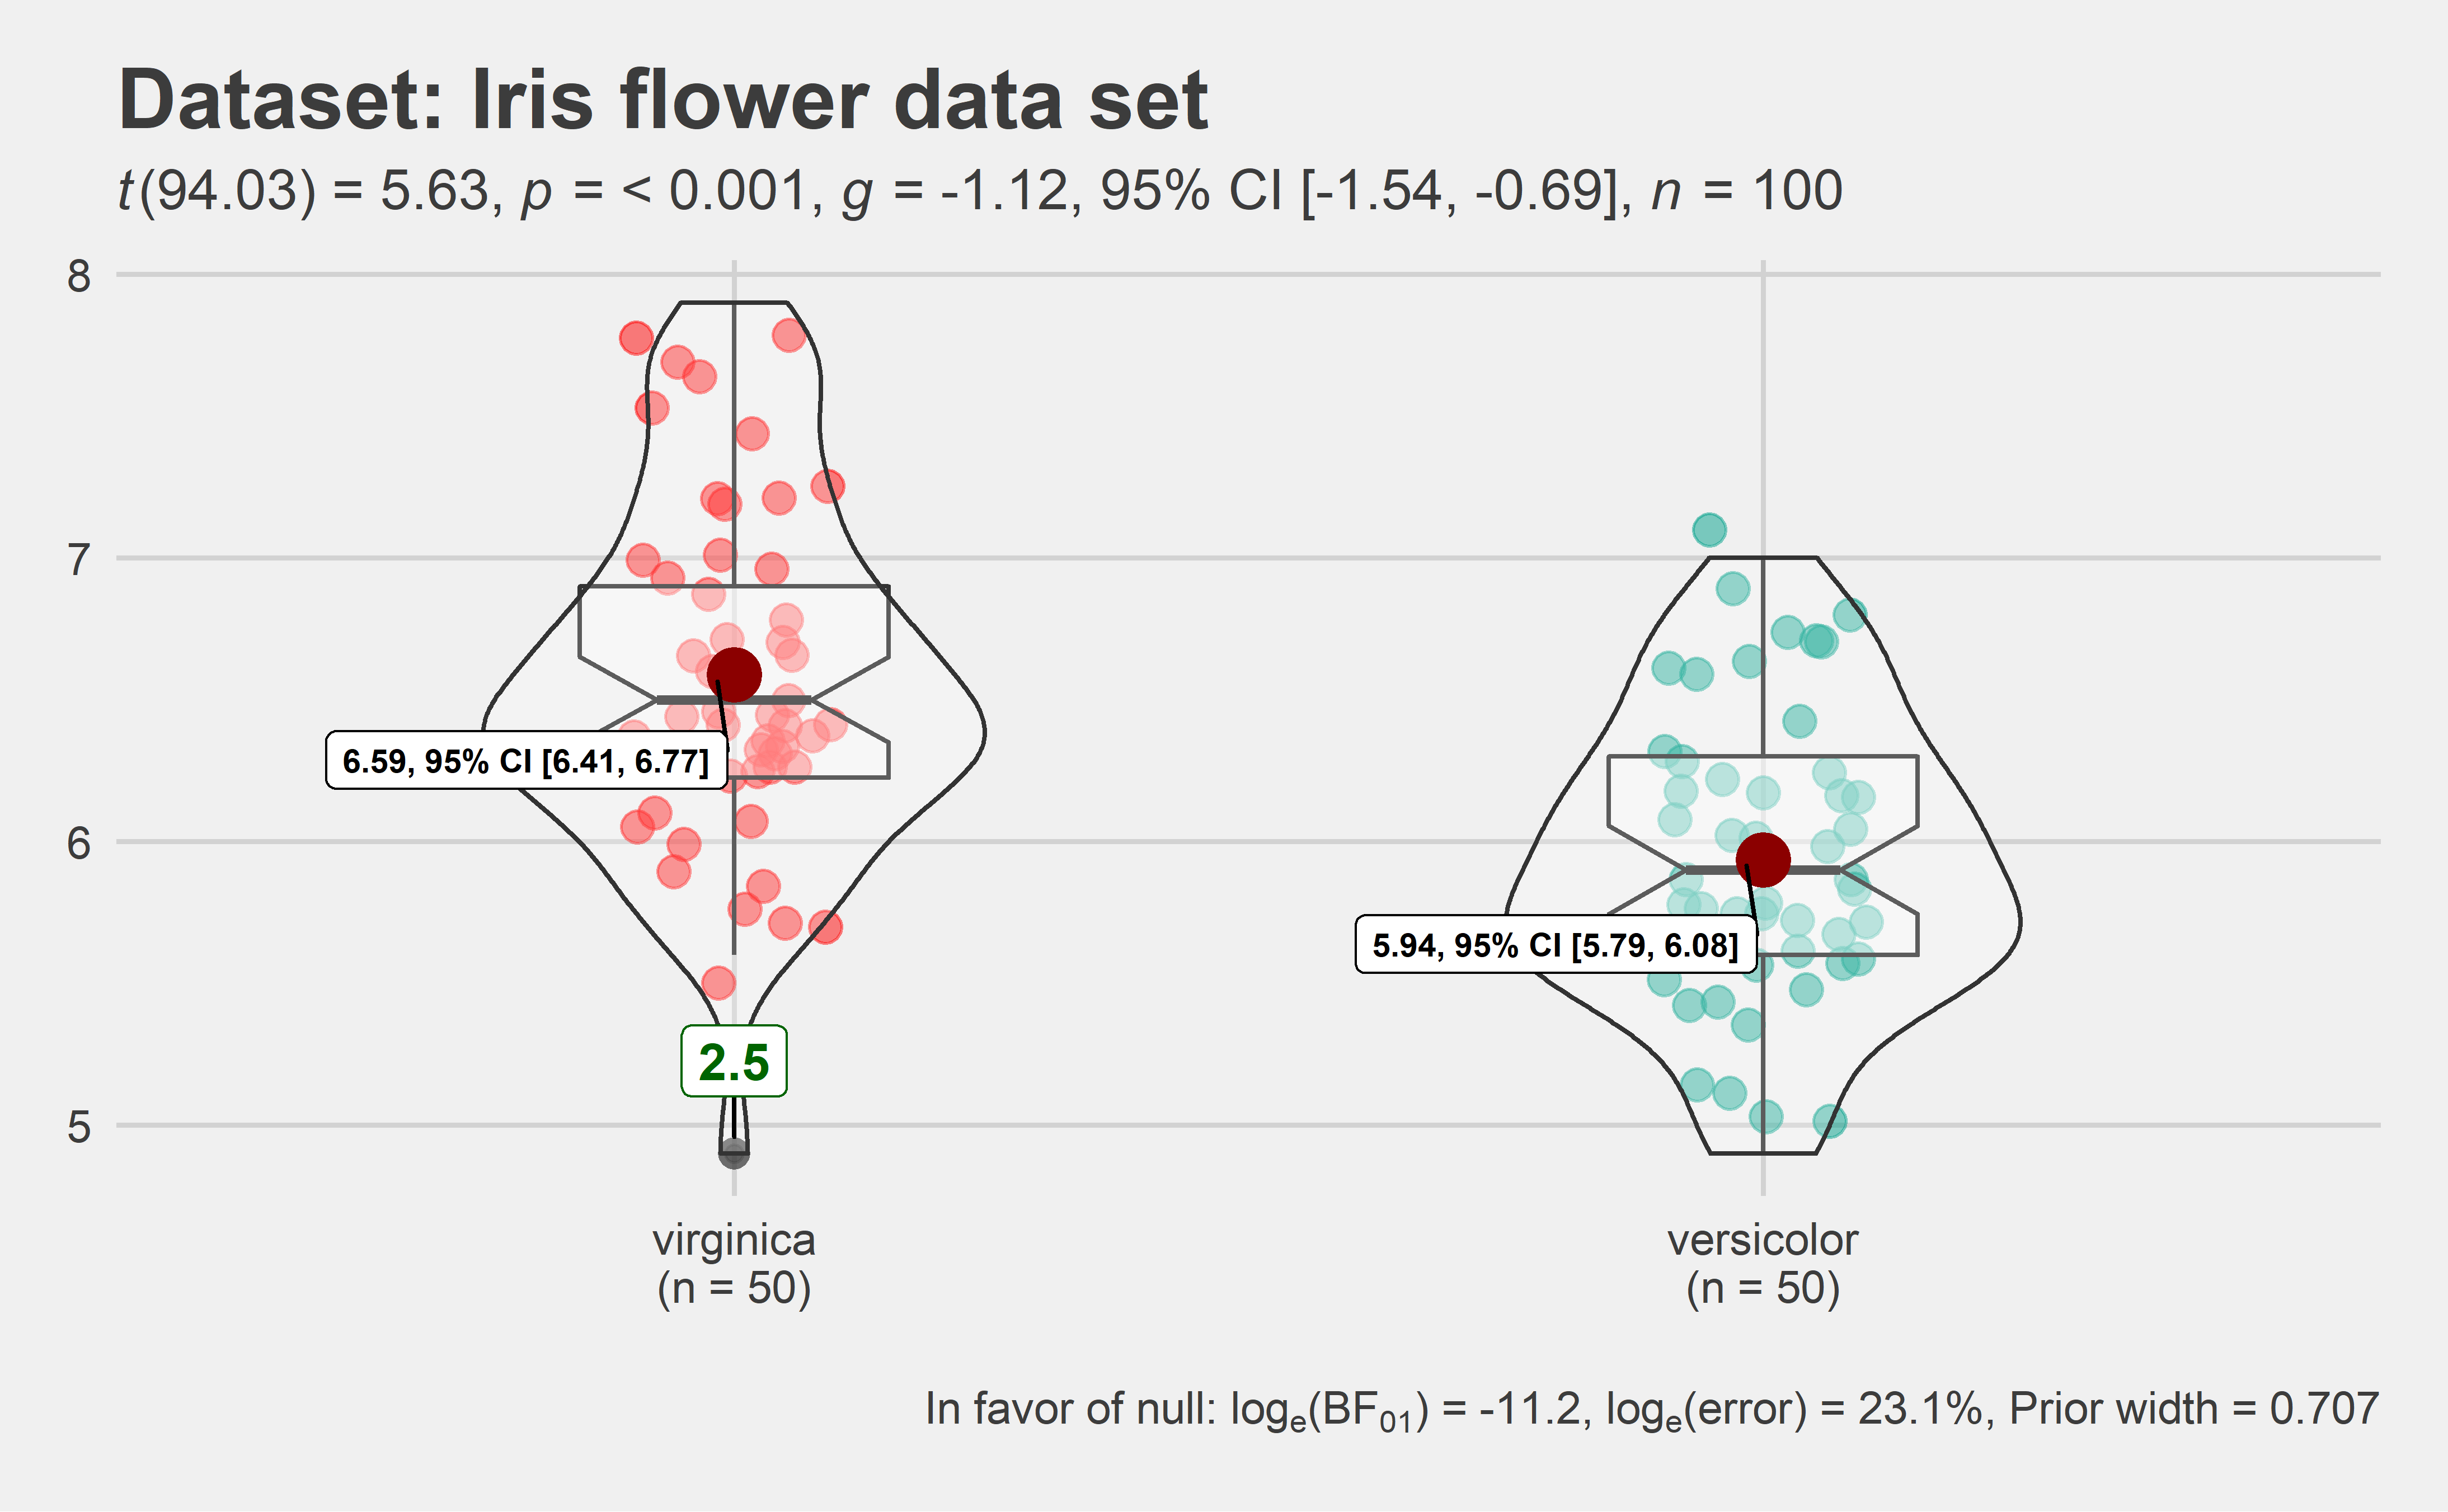 Dataset: Iris flower data set
t(94.03) = 5.63, p = < 0.001, g = -1.12, 95% CI [-1.54, -0.69], n = 100
8
7
6.59, 95% CI [6.41, 6.77]
6
5.94, 95% CI [5.79, 6.08]
2.5
5
virginica
(n = 50)
versicolor
(n = 50)
In favor of null: logₑ(BF₀₁) = -11.2, logₑ(error) = 23.1%, Prior width = 0.707